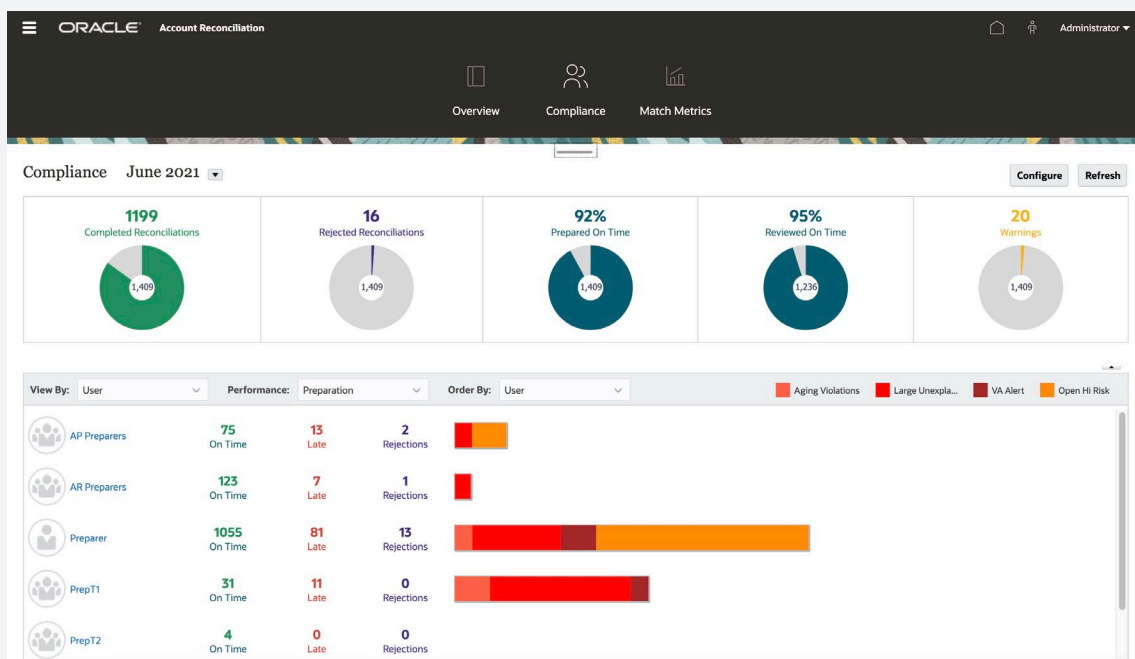 ORACLE Account Reconciliation
Administrator
Overview Compliance Match Metrics
Compliance June 2021
Configure Refresh
1199
Completed Reconciliations
1,409
16
Rejected Reconciliations
1,409
92%
Prepared On Time
1,409
95%
Reviewed On Time
1,236
20
Warnings
1,409
View By: User Performance: Preparation Order By: User
Aging Violations Large Unexpla... VA Alert Open Hi Risk
AP Preparers
75 On Time
13 Late
2 Rejections
AR Preparers
123 On Time
7 Late
1 Rejections
Preparer
1055 On Time
81 Late
13 Rejections
PrepT1
31 On Time
11 Late
0 Rejections
PrepT2
4 On Time
0 Late
0 Rejections